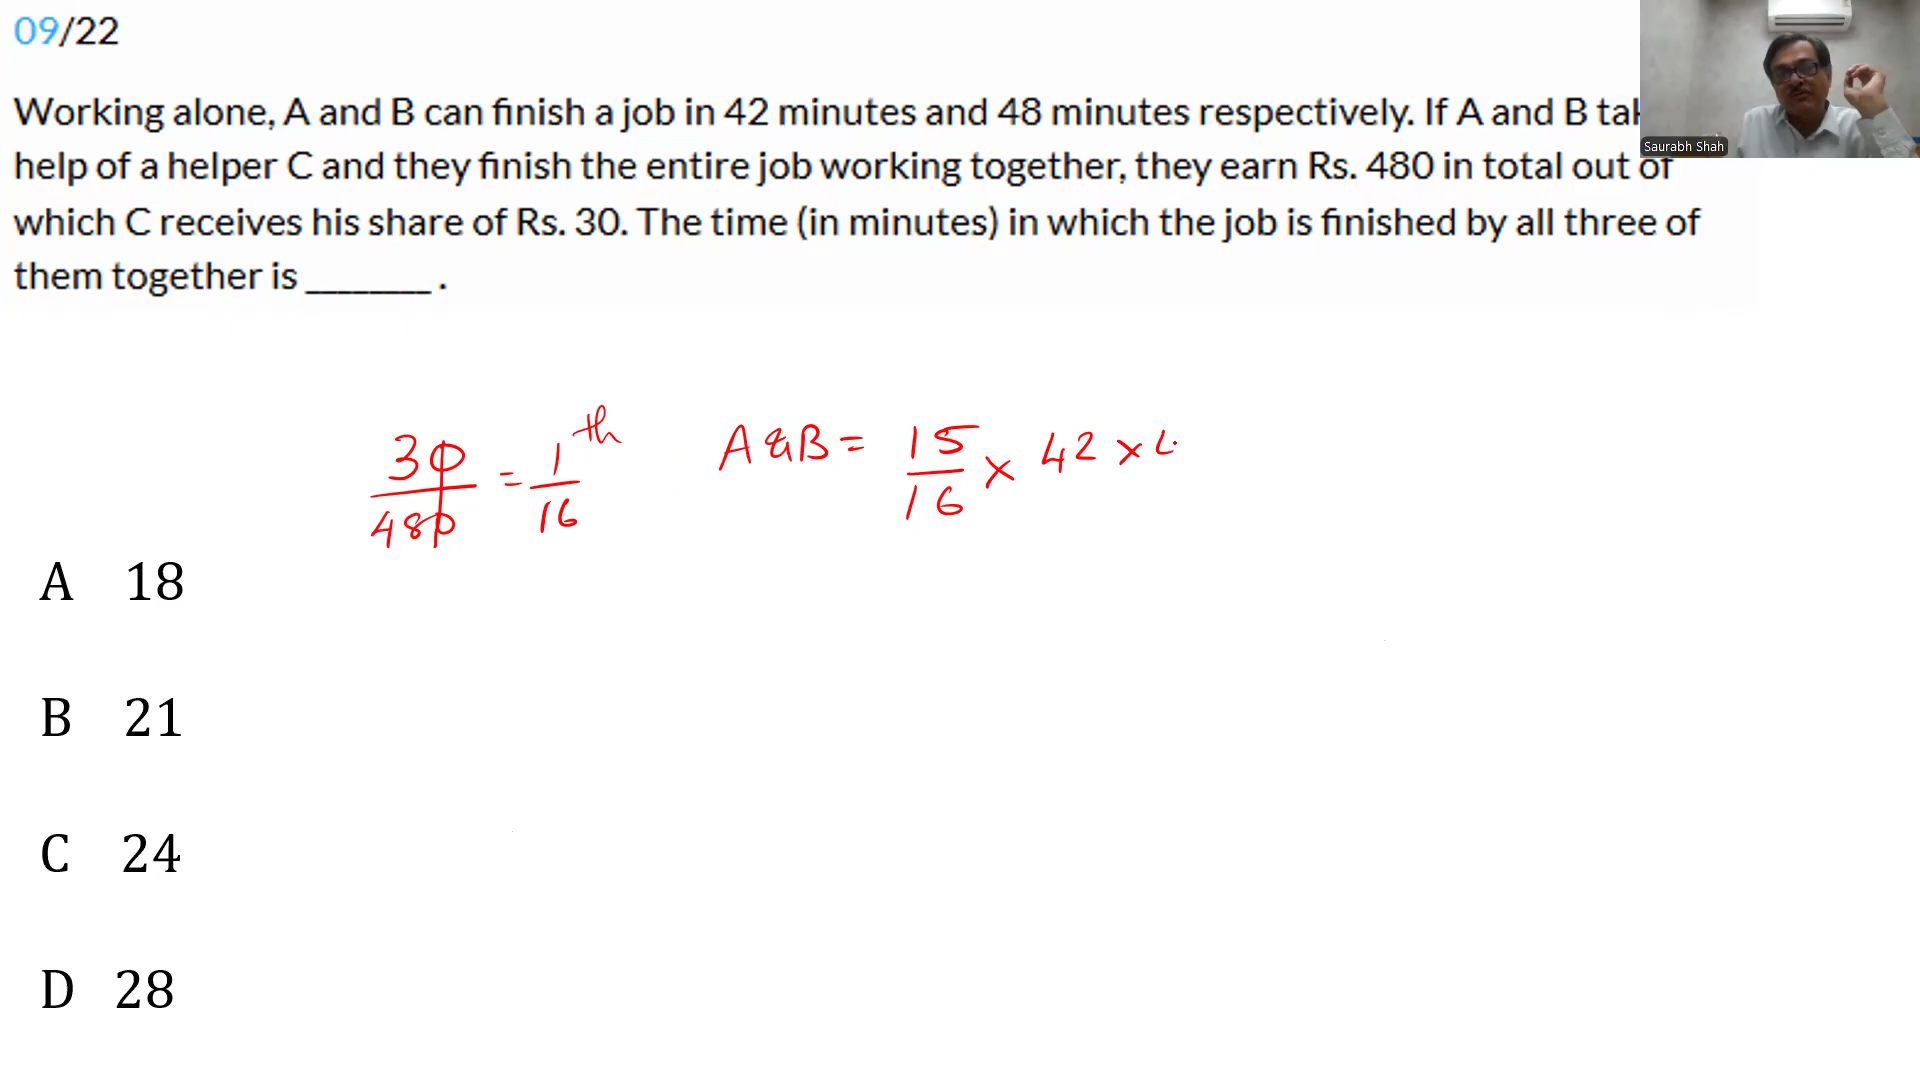 09/22
Working alone, A and B can finish a job in 42 minutes and 48 minutes respectively. If A and B
help of a helper C and they finish the entire job working together, they earn Rs. 480 in total out of
which C receives his share of Rs. 30. The time (in minutes) in which the job is finished by all three of
them together is ______ .
Saurabh Shah
30/480 = 1/16 th
A & B = 15/16 × 42 ×
A 18
B 21
C 24
D 28